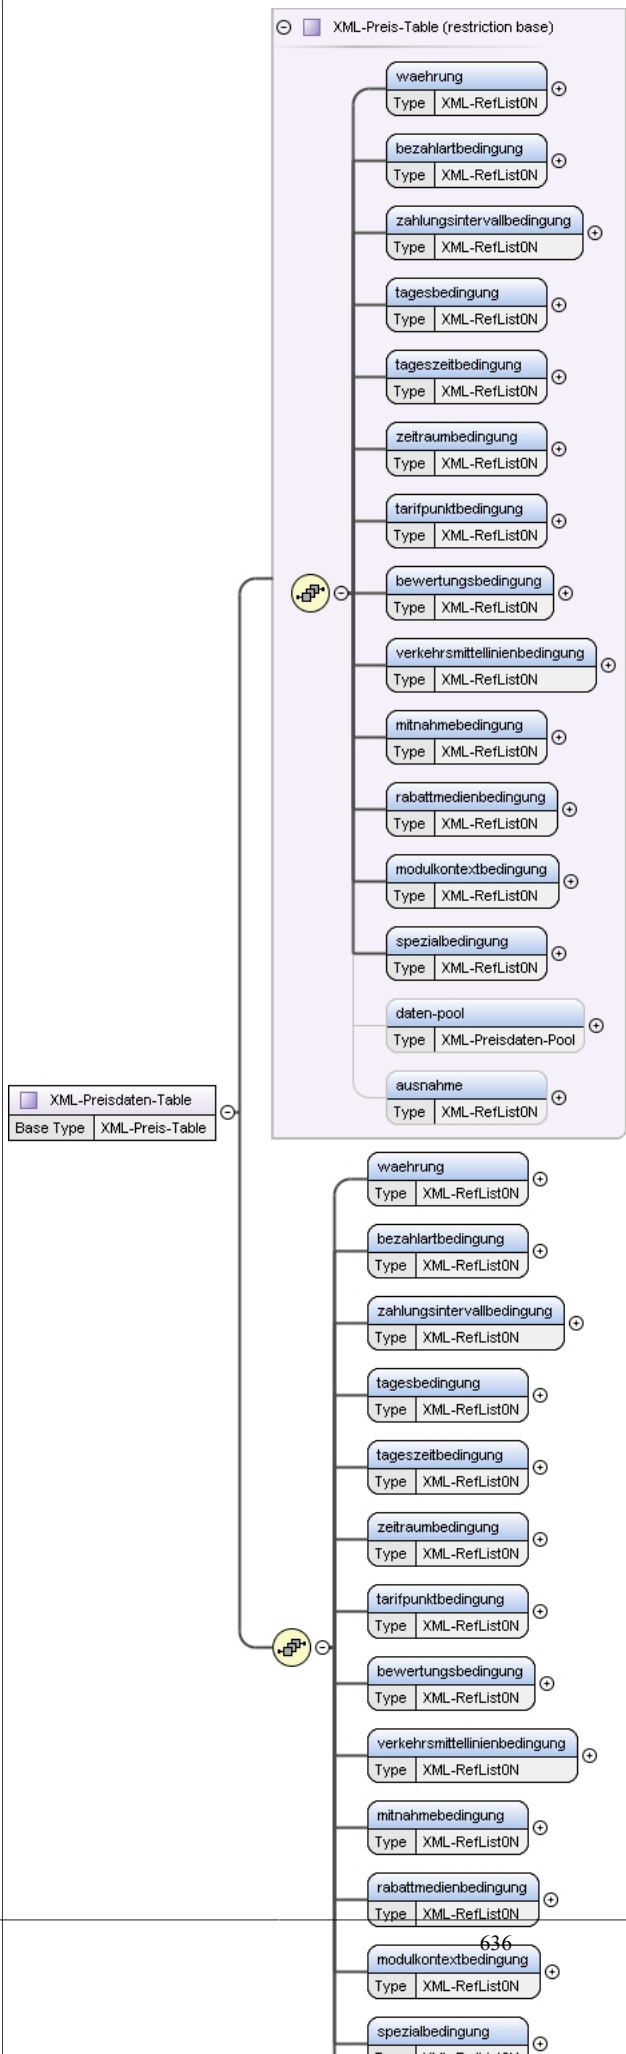 XML-Preis-Table (restriction base)
waehrung
Type XML-RefList0N
bezahlartbedingung
Type XML-RefList0N
zahlungsintervallbedingung
Type XML-RefList0N
tagesbedingung
Type XML-RefList0N
tageszeitbedingung
Type XML-RefList0N
zeitraumbedingung
Type XML-RefList0N
tarifpunktbedingung
Type XML-RefList0N
bewertungsbedingung
Type XML-RefList0N
verkehrsmittellinienbedingung
Type XML-RefList0N
mitnahmebedingung
Type XML-RefList0N
rabattmedienbedingung
Type XML-RefList0N
modulkontextbedingung
Type XML-RefList0N
spezialbedingung
Type XML-RefList0N
daten-pool
Type XML-Preisdaten-Pool
ausnahme
Type XML-RefList0N
XML-Preisdaten-Table
Base Type XML-Preis-Table
waehrung
Type XML-RefList0N
bezahlartbedingung
Type XML-RefList0N
zahlungsintervallbedingung
Type XML-RefList0N
tagesbedingung
Type XML-RefList0N
tageszeitbedingung
Type XML-RefList0N
zeitraumbedingung
Type XML-RefList0N
tarifpunktbedingung
Type XML-RefList0N
bewertungsbedingung
Type XML-RefList0N
verkehrsmittellinienbedingung
Type XML-RefList0N
mitnahmebedingung
Type XML-RefList0N
rabattmedienbedingung
Type XML-RefList0N
636
modulkontextbedingung
Type XML-RefList0N
spezialbedingung